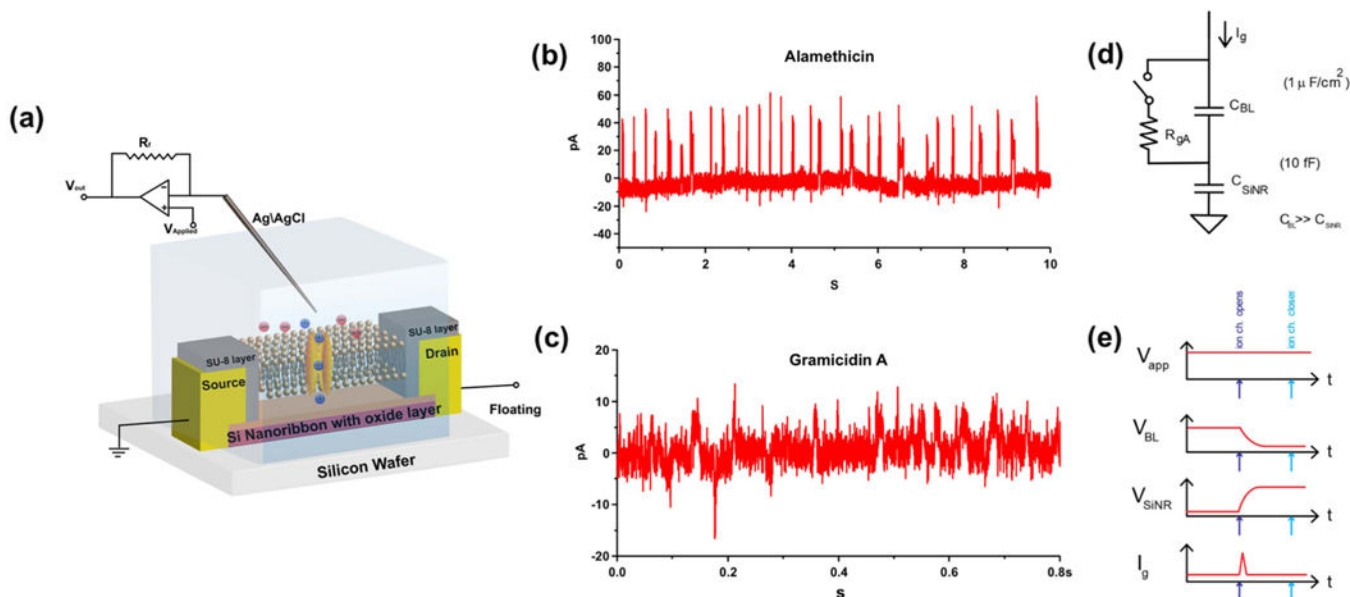 (a)
Rf
Vout
VApplied
Ag\AgCl
SU-8 layer
SU-8 layer
Source
Drain
Floating
Si Nanoribbon with oxide layer
Silicon Wafer
(b)
Alamethicin
100
80
60
40
20
0
-20
-40
pA
0
2
4
6
8
10
S
(c)
Gramicidin A
20
10
0
-10
-20
pA
0.0
0.2
0.4
0.6
0.8s
S
(d)
Ig
(1 μ F/cm2)
CBL
RgA
(10 fF)
CSiNR
CBL>> CSiNR
(e)
ion ch. opens
ion ch. closer
Vapp
t
VBL
t
VSiNR
t
Ig
t